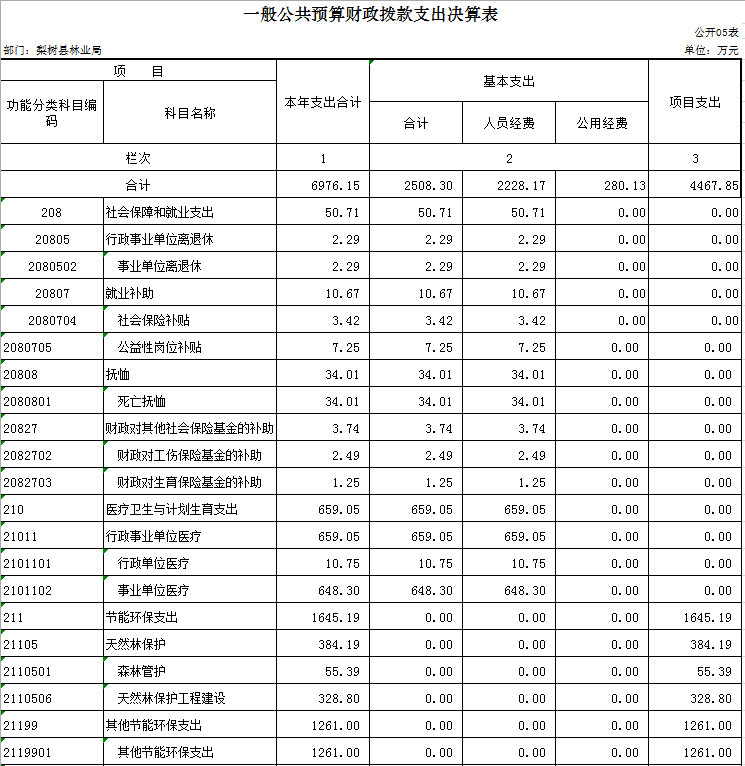 一般公共预算财政拨款支出决算表
公开05表
部门：梨树县林业局 单位：万元
项 目 本年支出合计 基本支出 项目支出
功能分类科目编码 科目名称 合计 人员经费 公用经费
栏次 1 2 3
合计 6976.15 2508.30 2228.17 280.13 4467.85
208 社会保障和就业支出 50.71 50.71 50.71 0.00 0.00
20805 行政事业单位离退休 2.29 2.29 2.29 0.00 0.00
2080502 事业单位离退休 2.29 2.29 2.29 0.00 0.00
20807 就业补助 10.67 10.67 10.67 0.00 0.00
2080704 社会保险补贴 3.42 3.42 3.42 0.00 0.00
2080705 公益性岗位补贴 7.25 7.25 7.25 0.00 0.00
20808 抚恤 34.01 34.01 34.01 0.00 0.00
2080801 死亡抚恤 34.01 34.01 34.01 0.00 0.00
20827 财政对其他社会保险基金的补助 3.74 3.74 3.74 0.00 0.00
2082702 财政对工伤保险基金的补助 2.49 2.49 2.49 0.00 0.00
2082703 财政对生育保险基金的补助 1.25 1.25 1.25 0.00 0.00
210 医疗卫生与计划生育支出 659.05 659.05 659.05 0.00 0.00
21011 行政事业单位医疗 659.05 659.05 659.05 0.00 0.00
2101101 行政单位医疗 10.75 10.75 10.75 0.00 0.00
2101102 事业单位医疗 648.30 648.30 648.30 0.00 0.00
211 节能环保支出 1645.19 0.00 0.00 0.00 1645.19
21105 天然林保护 384.19 0.00 0.00 0.00 384.19
2110501 森林管护 55.39 0.00 0.00 0.00 55.39
2110506 天然林保护工程建设 328.80 0.00 0.00 0.00 328.80
21199 其他节能环保支出 1261.00 0.00 0.00 0.00 1261.00
2119901 其他节能环保支出 1261.00 0.00 0.00 0.00 1261.00